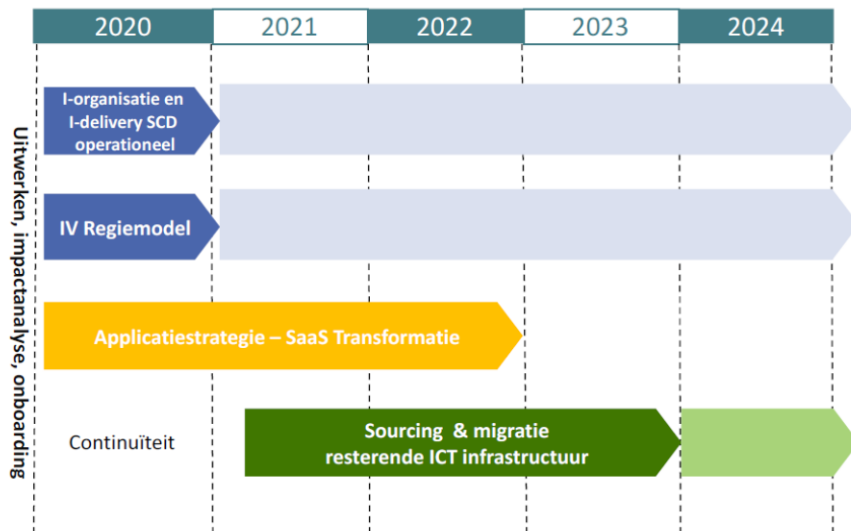 2020 2021 2022 2023 2024
Uitwerken, impactanalyse, onboarding
I-organisatie en
I-delivery SCD
operationeel
IV Regiemodel
Applicatiestrategie – SaaS Transformatie
Continuïteit
Sourcing & migratie
resterende ICT infrastructuur